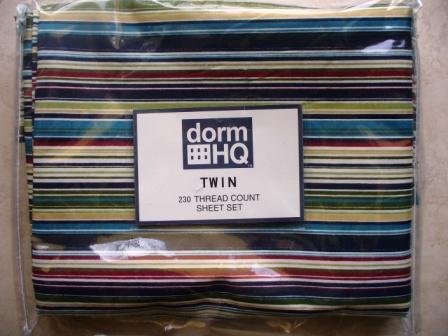 dorm
HQ
TWIN
230 THREAD COUNT
SHEET SET